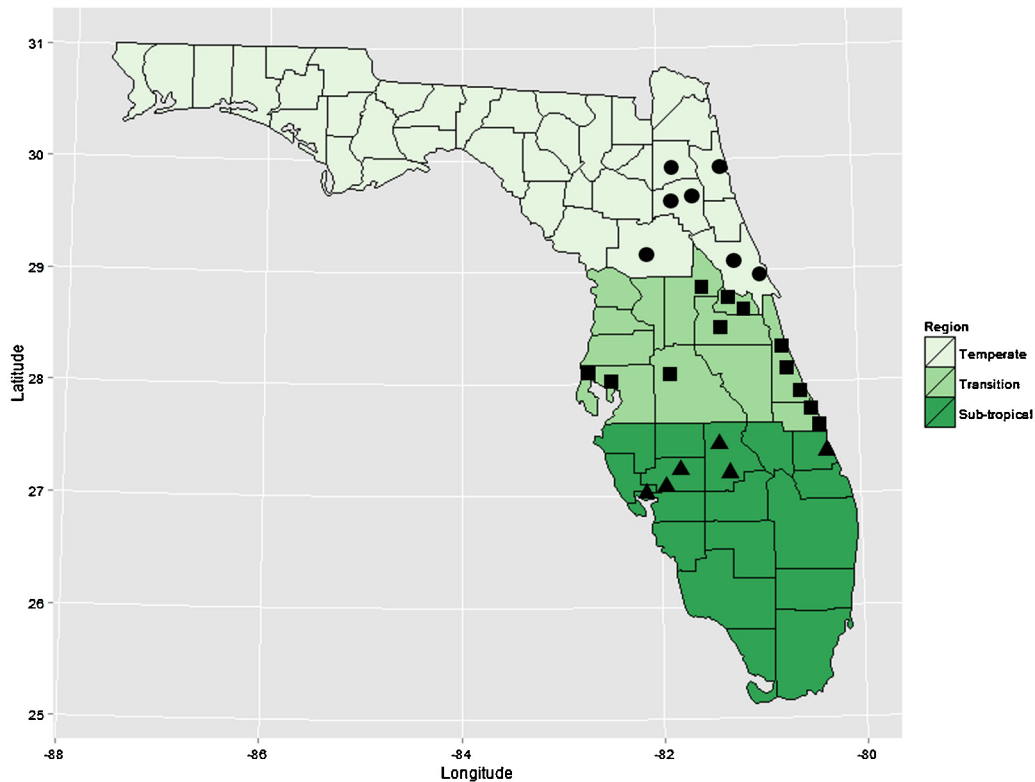 31
30
29
28
27
26
25
Latitude
-88
-86
-84
-82
-80
Longitude
Region
Temperate
Transition
Sub-tropical